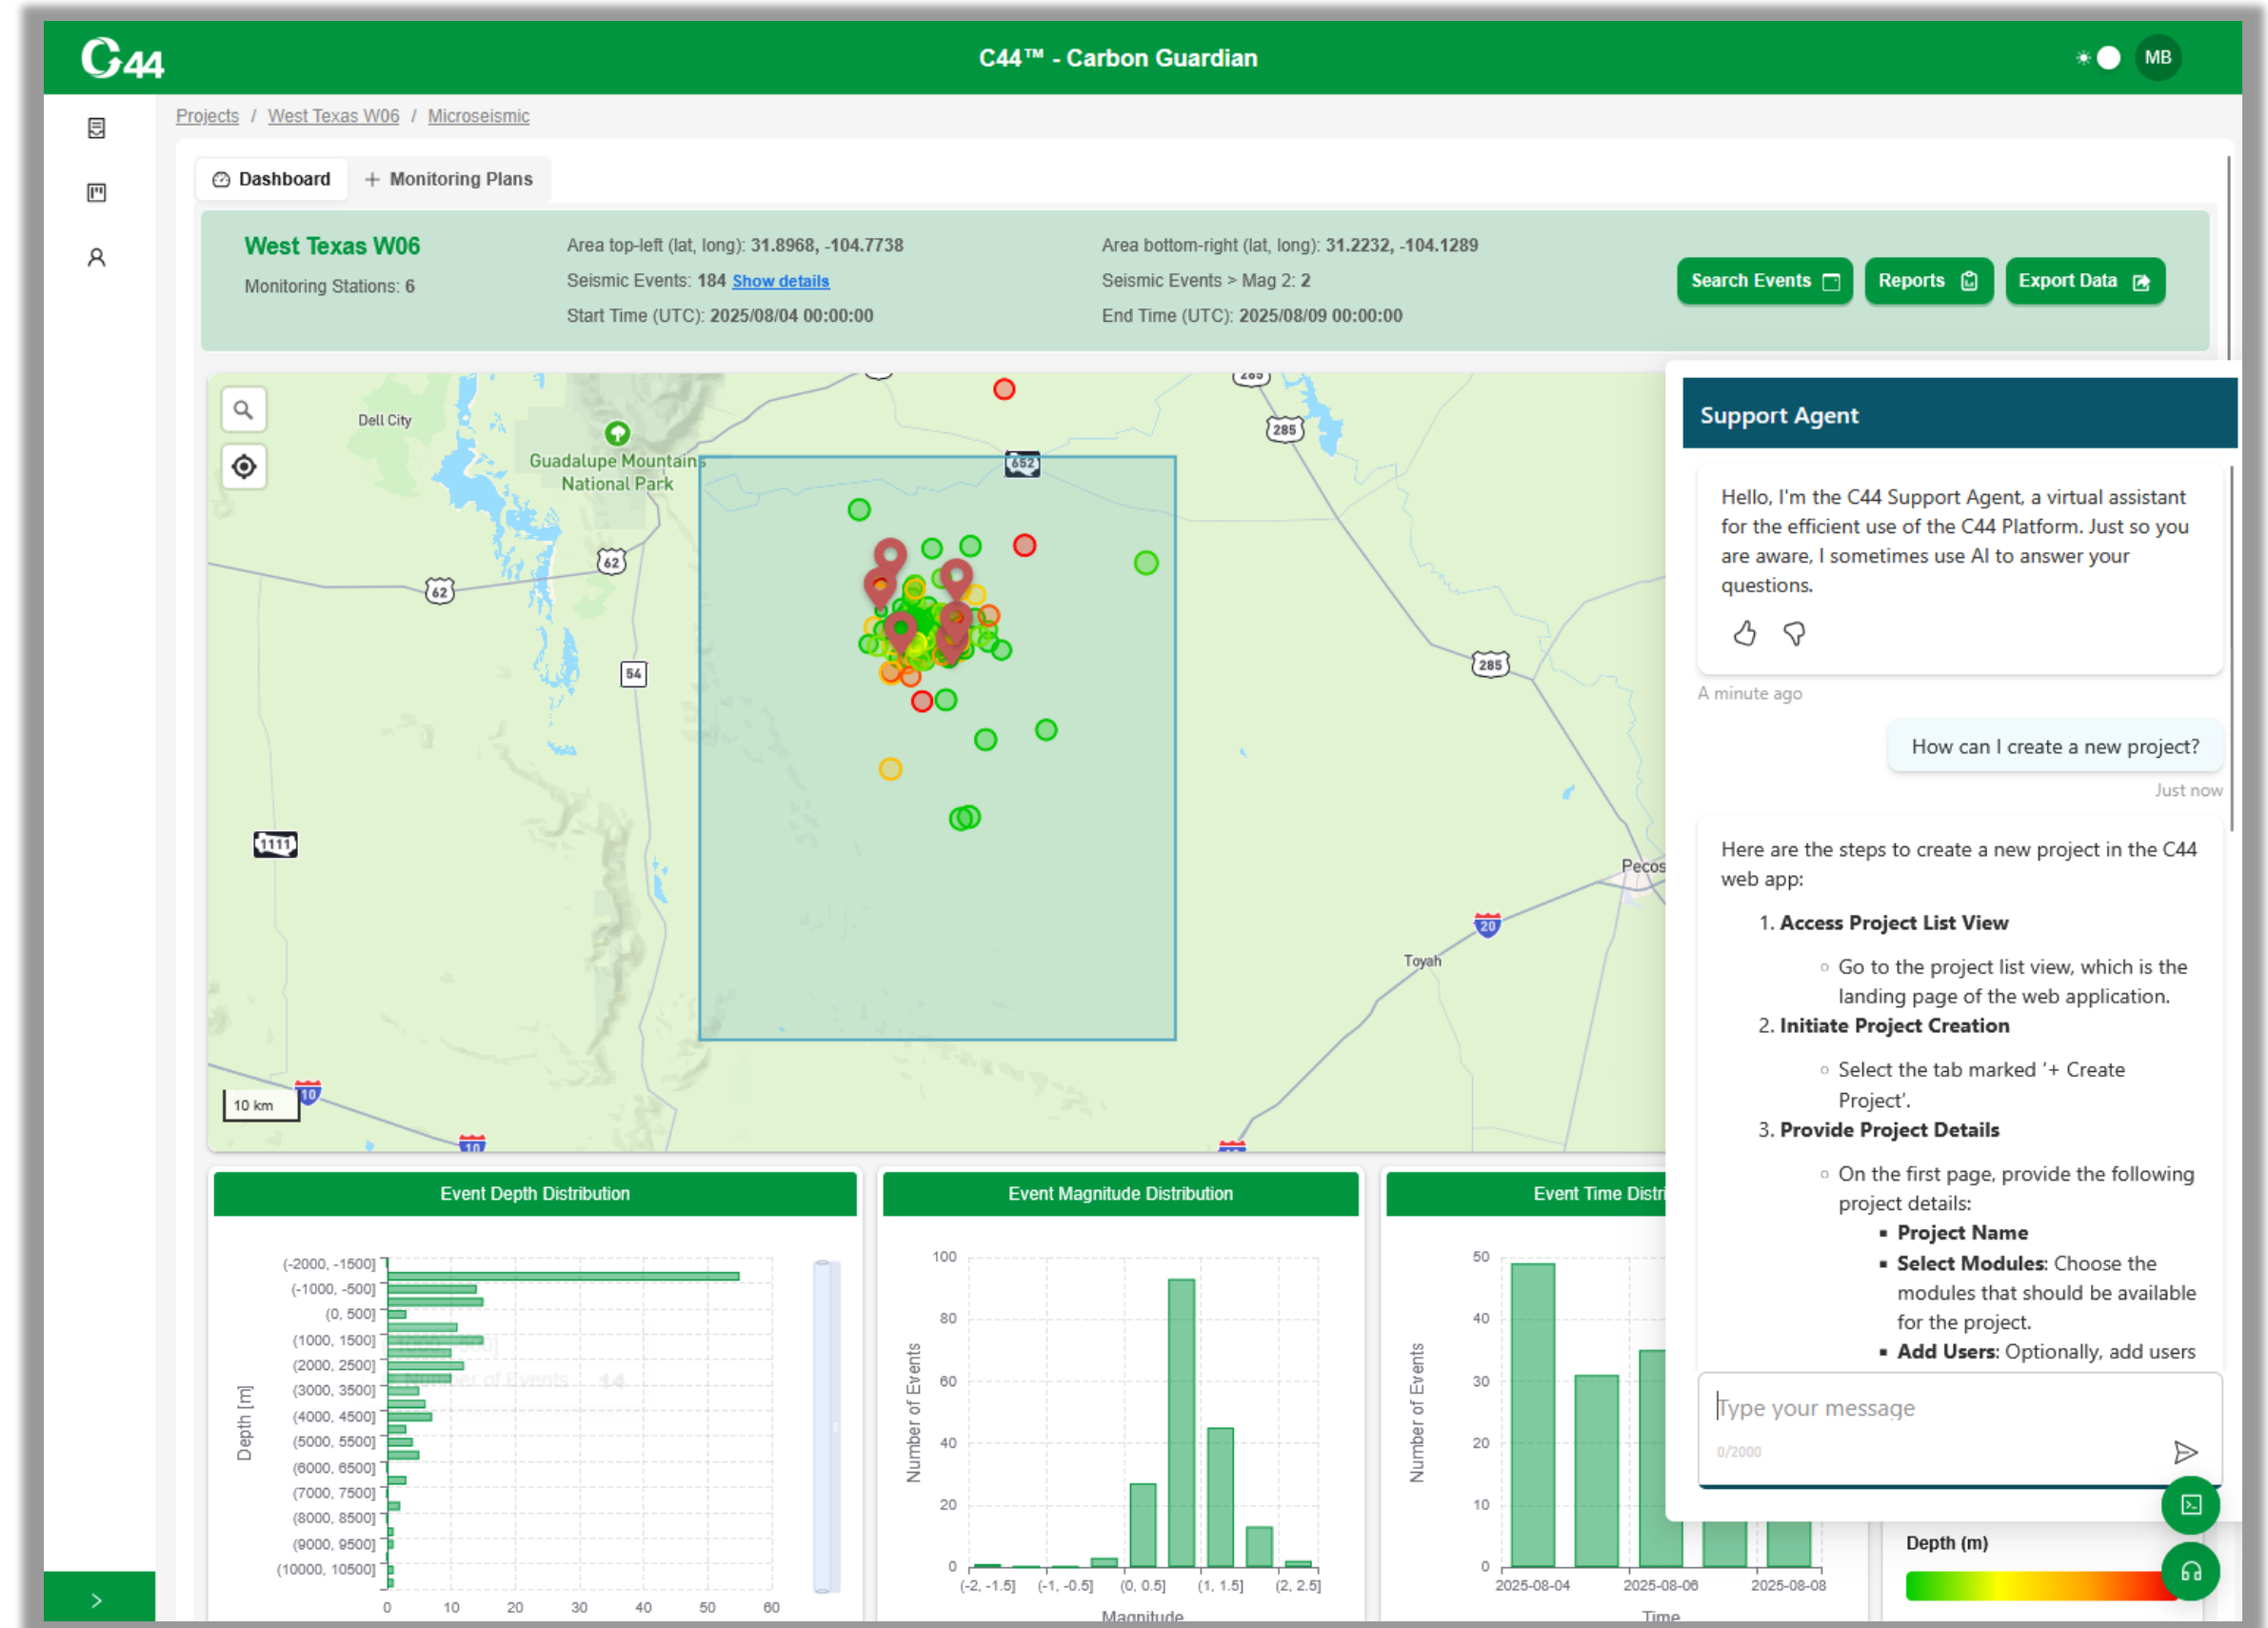 C44
C44™ - Carbon Guardian
MB
Projects / West Texas W06 / Microseismic
Dashboard
+ Monitoring Plans
West Texas W06
Monitoring Stations: 6
Area top-left (lat, long): 31.8968, -104.7738
Seismic Events: 184 Show details
Start Time (UTC): 2025/08/04 00:00:00
Area bottom-right (lat, long): 31.2232, -104.1289
Seismic Events > Mag 2: 2
End Time (UTC): 2025/08/09 00:00:00
Search Events
Reports
Export Data
Dell City
Guadalupe Mountains
National Park
285
285
652
62
62
54
285
1111
Pecos
20
Toyah
10
10
10 km
Support Agent
Hello, I'm the C44 Support Agent, a virtual assistant
for the efficient use of the C44 Platform. Just so you
are aware, I sometimes use AI to answer your
questions.
A minute ago
How can I create a new project?
Just now
Here are the steps to create a new project in the C44
web app:
1. Access Project List View
Go to the project list view, which is the
landing page of the web application.
2. Initiate Project Creation
Select the tab marked '+ Create
Project'.
3. Provide Project Details
On the first page, provide the following
project details:
Project Name
Select Modules: Choose the
modules that should be available
for the project.
Add Users: Optionally, add users
Type your message
0/2000
Event Depth Distribution
Depth [m]
(-2000, -1500]
(-1000, -500]
(0, 500]
(1000, 1500]
(2000, 2500]
(3000, 3500]
(4000, 4500]
(5000, 5500]
(6000, 6500]
(7000, 7500]
(8000, 8500]
(9000, 9500]
(10000, 10500]
0 10 20 30 40 50 60
Number of Events 14
Event Magnitude Distribution
Number of Events
100
80
60
40
20
0
(-2, -1.5] (-1, -0.5] (0, 0.5] (1, 1.5] (2, 2.5]
Magnitude
Event Time Distri
Number of Events
50
40
30
20
10
0
2025-08-04 2025-08-06 2025-08-08
Time
Depth (m)